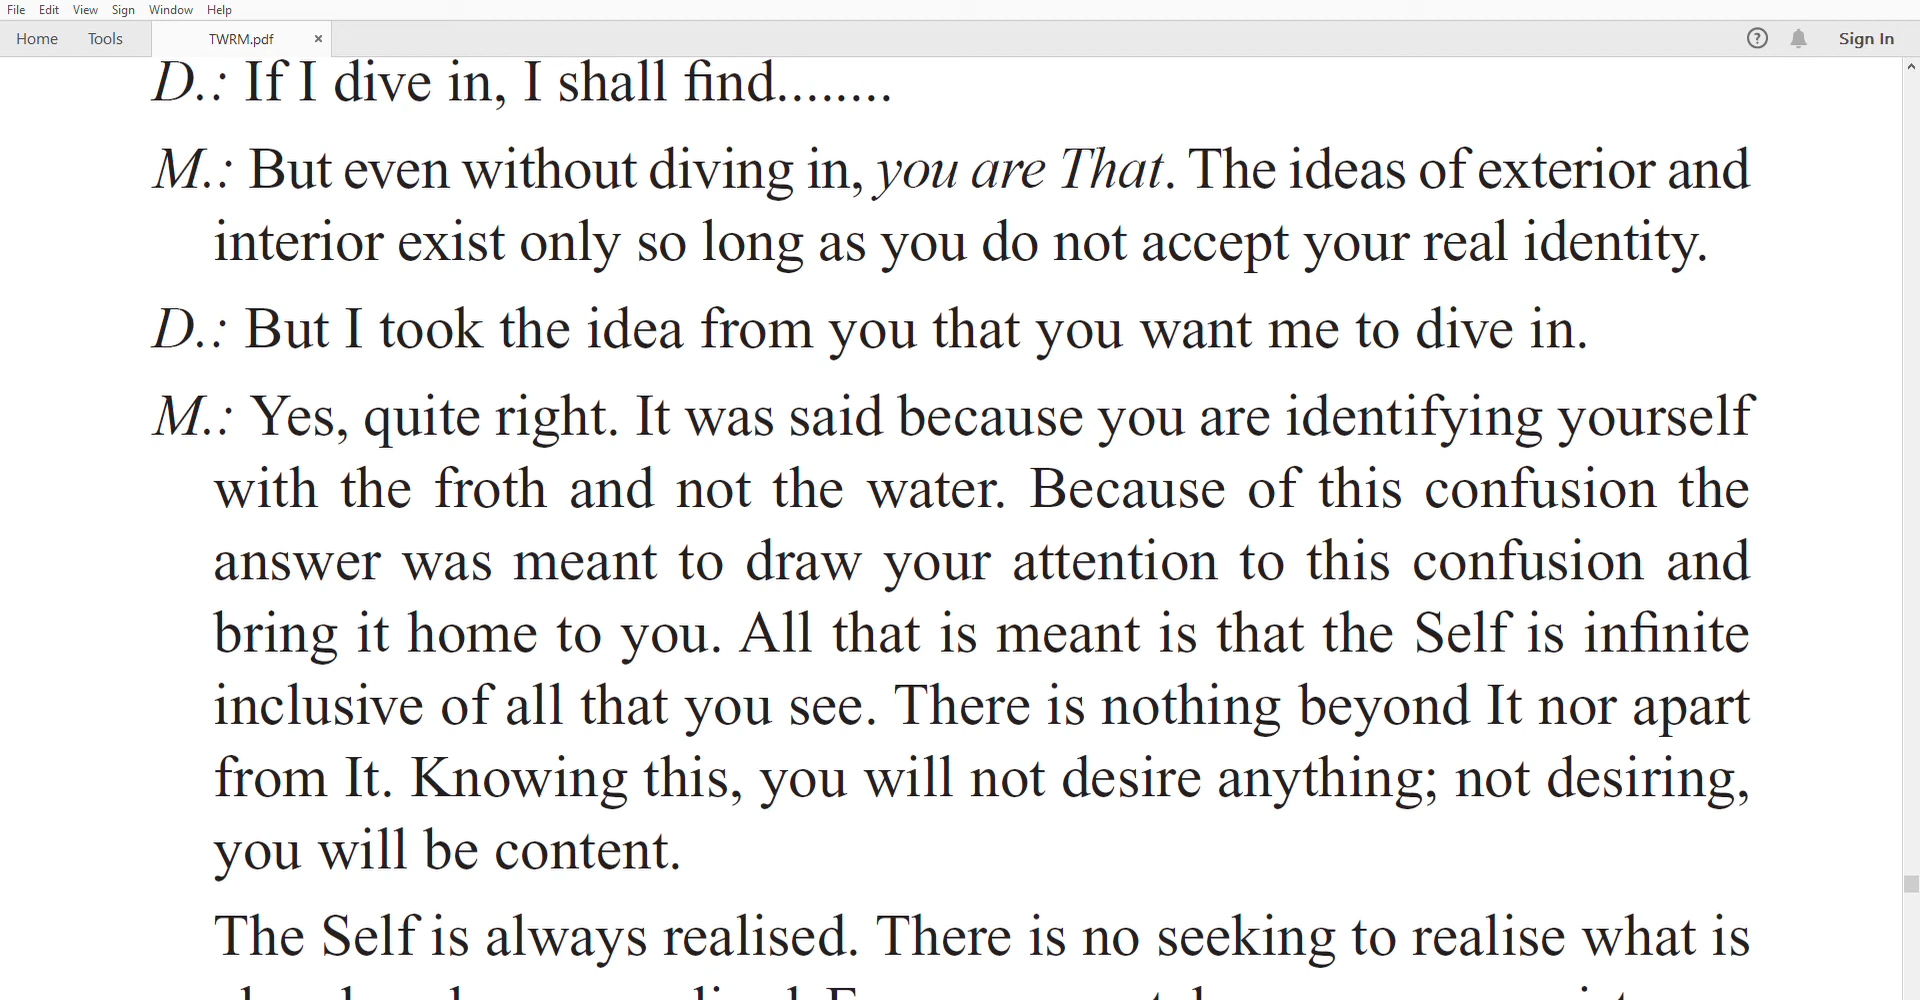 File Edit View Sign Window Help
Home Tools TWRM.pdf × ? Sign In
D.: If I dive in, I shall find........
M.: But even without diving in, you are That. The ideas of exterior and
interior exist only so long as you do not accept your real identity.
D.: But I took the idea from you that you want me to dive in.
M.: Yes, quite right. It was said because you are identifying yourself
with the froth and not the water. Because of this confusion the
answer was meant to draw your attention to this confusion and
bring it home to you. All that is meant is that the Self is infinite
inclusive of all that you see. There is nothing beyond It nor apart
from It. Knowing this, you will not desire anything; not desiring,
you will be content.
The Self is always realised. There is no seeking to realise what is